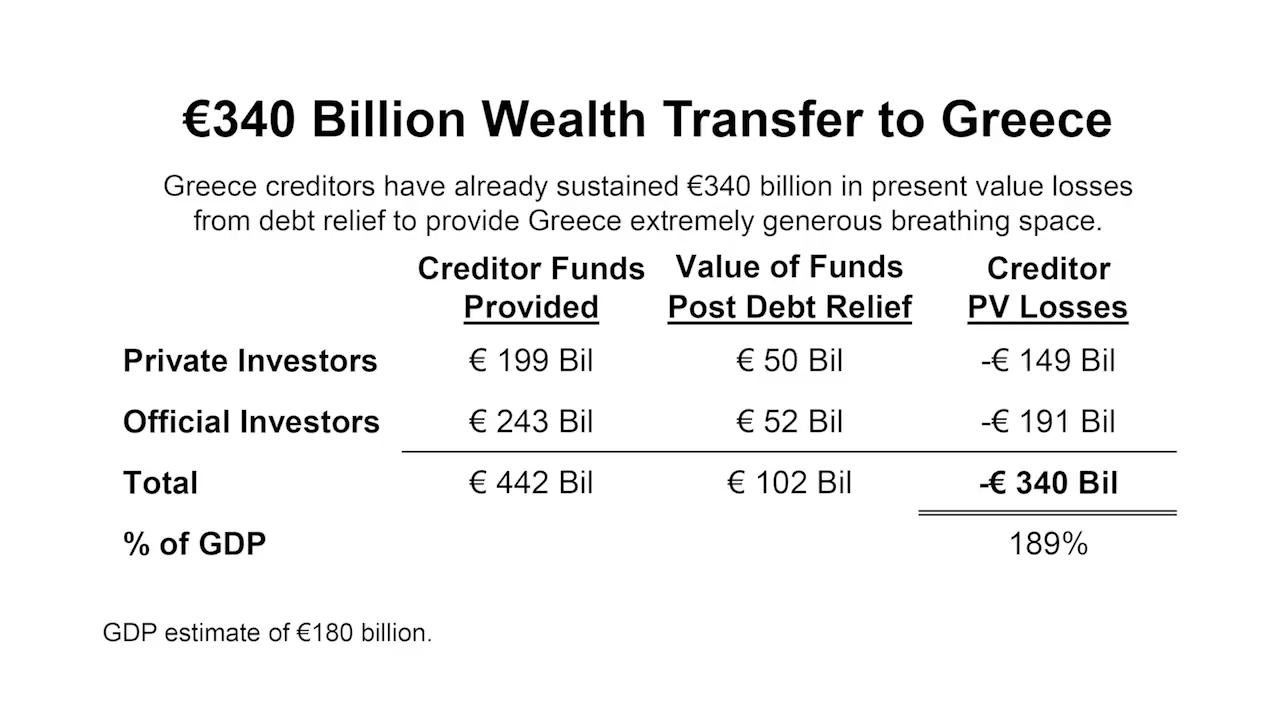 €340 Billion Wealth Transfer to Greece
Greece creditors have already sustained €340 billion in present value losses
from debt relief to provide Greece extremely generous breathing space.
Creditor Funds Value of Funds Creditor
Provided Post Debt Relief PV Losses
Private Investors € 199 Bil € 50 Bil -€ 149 Bil
Official Investors € 243 Bil € 52 Bil -€ 191 Bil
Total € 442 Bil € 102 Bil -€ 340 Bil
% of GDP 189%
GDP estimate of €180 billion.